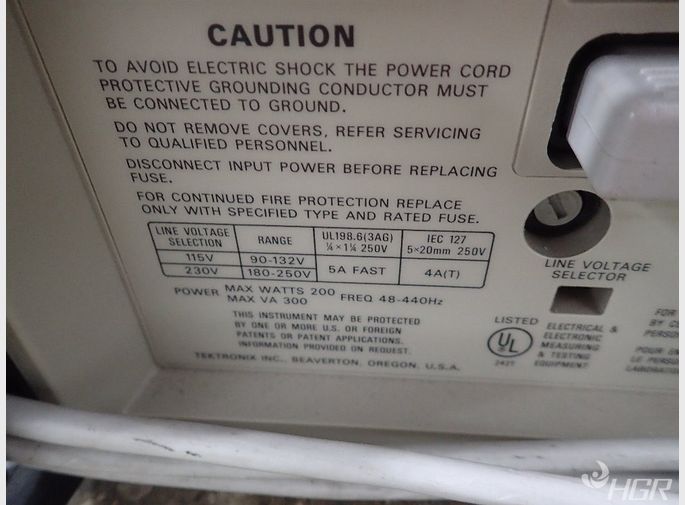 CAUTION
TO AVOID ELECTRIC SHOCK THE POWER CORD
PROTECTIVE GROUNDING CONDUCTOR MUST
BE CONNECTED TO GROUND.
DO NOT REMOVE COVERS, REFER SERVICING
TO QUALIFIED PERSONNEL.
DISCONNECT INPUT POWER BEFORE REPLACING
FUSE.
FOR CONTINUED FIRE PROTECTION REPLACE
ONLY WITH SPECIFIED TYPE AND RATED FUSE.
LINE VOLTAGE SELECTION
RANGE
UL198.6(3AG) ¼ × 1¼ 250V
IEC 127 5×20mm 250V
115V 90-132V
230V 180-250V
5A FAST 4A(T)
POWER MAX WATTS 200
MAX VA 300
FREQ 48-440Hz
THIS INSTRUMENT MAY BE PROTECTED
BY ONE OR MORE U.S. OR FOREIGN
PATENTS OR PATENT APPLICATIONS.
INFORMATION PROVIDED ON REQUEST.
TEKTRONIX INC., BEAVERTON, OREGON, U.S.A.
LINE VOLTAGE
SELECTOR
LISTED
UL
ELECTRICAL &
ELECTRONIC
MEASURING
& TESTING
EQUIPMENT
FOR
PERSON
POUR
LE PERSO
HGR